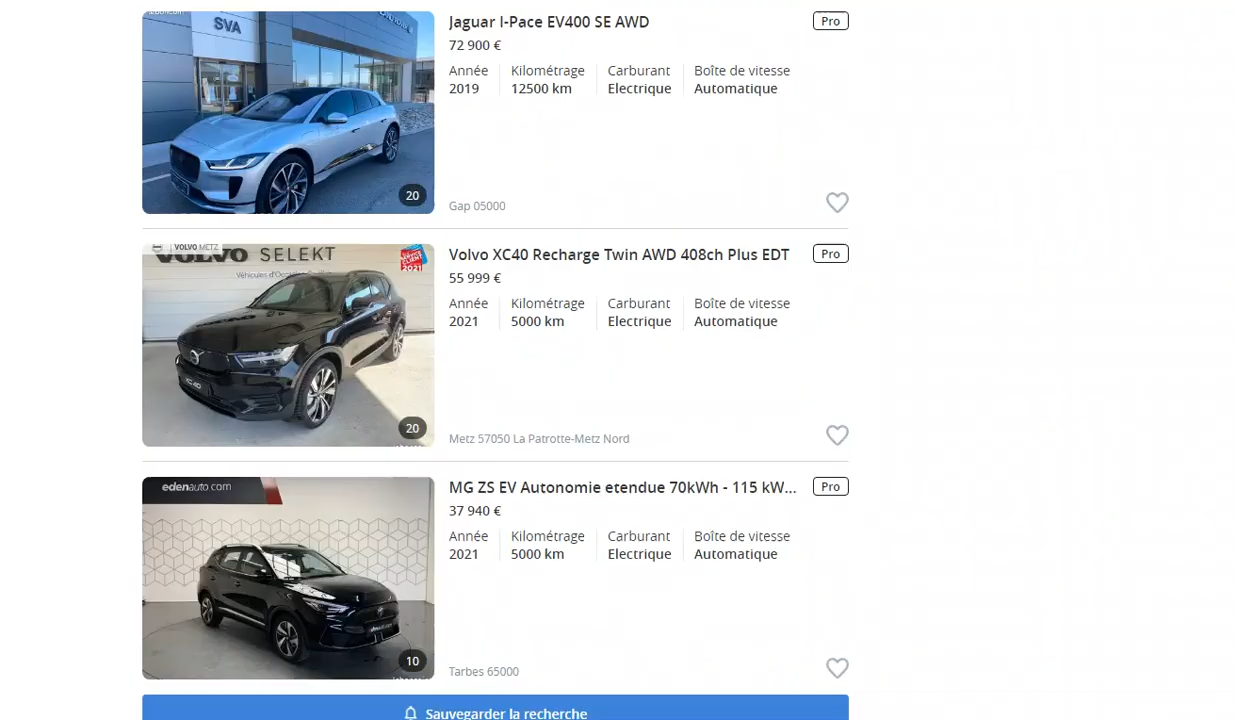 SVA
Jaguar I-Pace EV400 SE AWD
Pro
72 900 €
Année
Kilométrage
Carburant
Boîte de vitesse
2019
12500 km
Electrique
Automatique
20
Gap 05000
VOLVO METZ
VOLVO SELEKT
2021
Volvo XC40 Recharge Twin AWD 408ch Plus EDT
Pro
55 999 €
Année
Kilométrage
Carburant
Boîte de vitesse
2021
5000 km
Electrique
Automatique
XC40
20
Metz 57050 La Patrotte-Metz Nord
edenauto.com
MG ZS EV Autonomie etendue 70kWh - 115 kW...
Pro
37 940 €
Année
Kilométrage
Carburant
Boîte de vitesse
2021
5000 km
Electrique
Automatique
10
Tarbes 65000
Sauvegarder la recherche